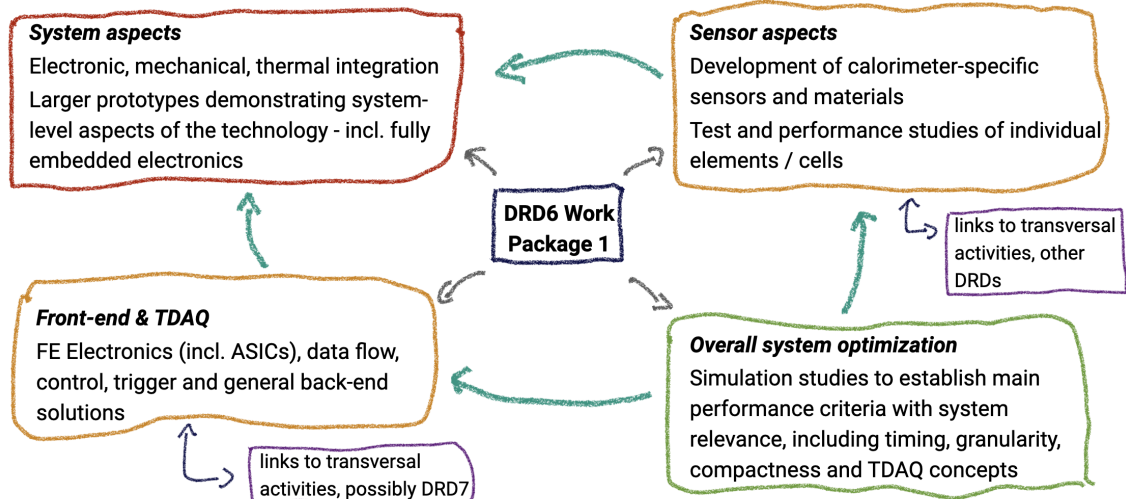 System aspects
Electronic, mechanical, thermal integration
Larger prototypes demonstrating system-
level aspects of the technology - incl. fully
embedded electronics
Sensor aspects
Development of calorimeter-specific
sensors and materials
Test and performance studies of individual
elements / cells
DRD6 Work
Package 1
links to transversal
activities, other
DRDs
Front-end & TDAQ
FE Electronics (incl. ASICs), data flow,
control, trigger and general back-end
solutions
links to transversal
activities, possibly DRD7
Overall system optimization
Simulation studies to establish main
performance criteria with system
relevance, including timing, granularity,
compactness and TDAQ concepts